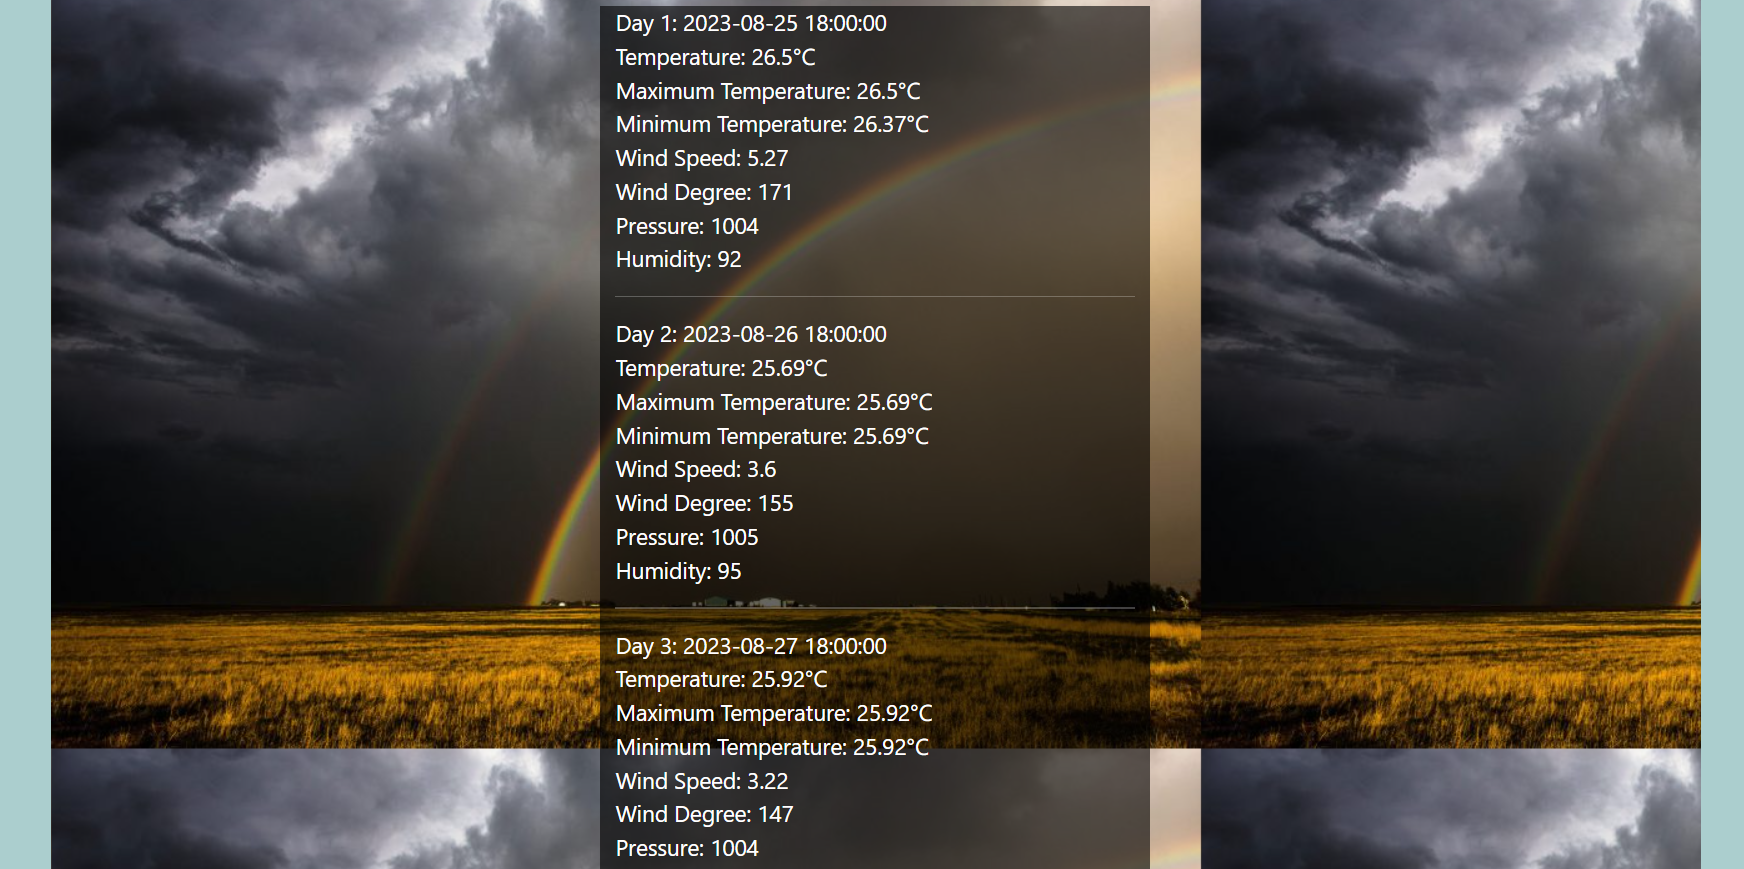 Day 1: 2023-08-25 18:00:00
Temperature: 26.5°C
Maximum Temperature: 26.5°C
Minimum Temperature: 26.37°C
Wind Speed: 5.27
Wind Degree: 171
Pressure: 1004
Humidity: 92
Day 2: 2023-08-26 18:00:00
Temperature: 25.69°C
Maximum Temperature: 25.69°C
Minimum Temperature: 25.69°C
Wind Speed: 3.6
Wind Degree: 155
Pressure: 1005
Humidity: 95
Day 3: 2023-08-27 18:00:00
Temperature: 25.92°C
Maximum Temperature: 25.92°C
Minimum Temperature: 25.92°C
Wind Speed: 3.22
Wind Degree: 147
Pressure: 1004